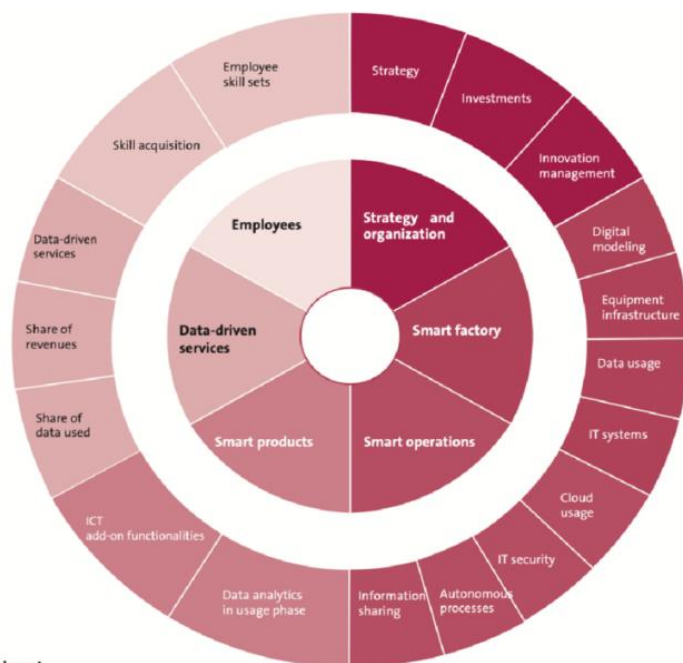 Employee
skill sets
Strategy
Investments
Innovation
management
Digital
modeling
Equipment
infrastructure
Data usage
IT systems
Cloud
usage
IT security
Autonomous
processes
Information
sharing
Data analytics
in usage phase
ICT
add-on functionalities
Share of
data used
Share of
revenues
Data-driven
services
Skill acquisition
Employees
Strategy and
organization
Smart factory
Smart operations
Smart products
Data-driven
services